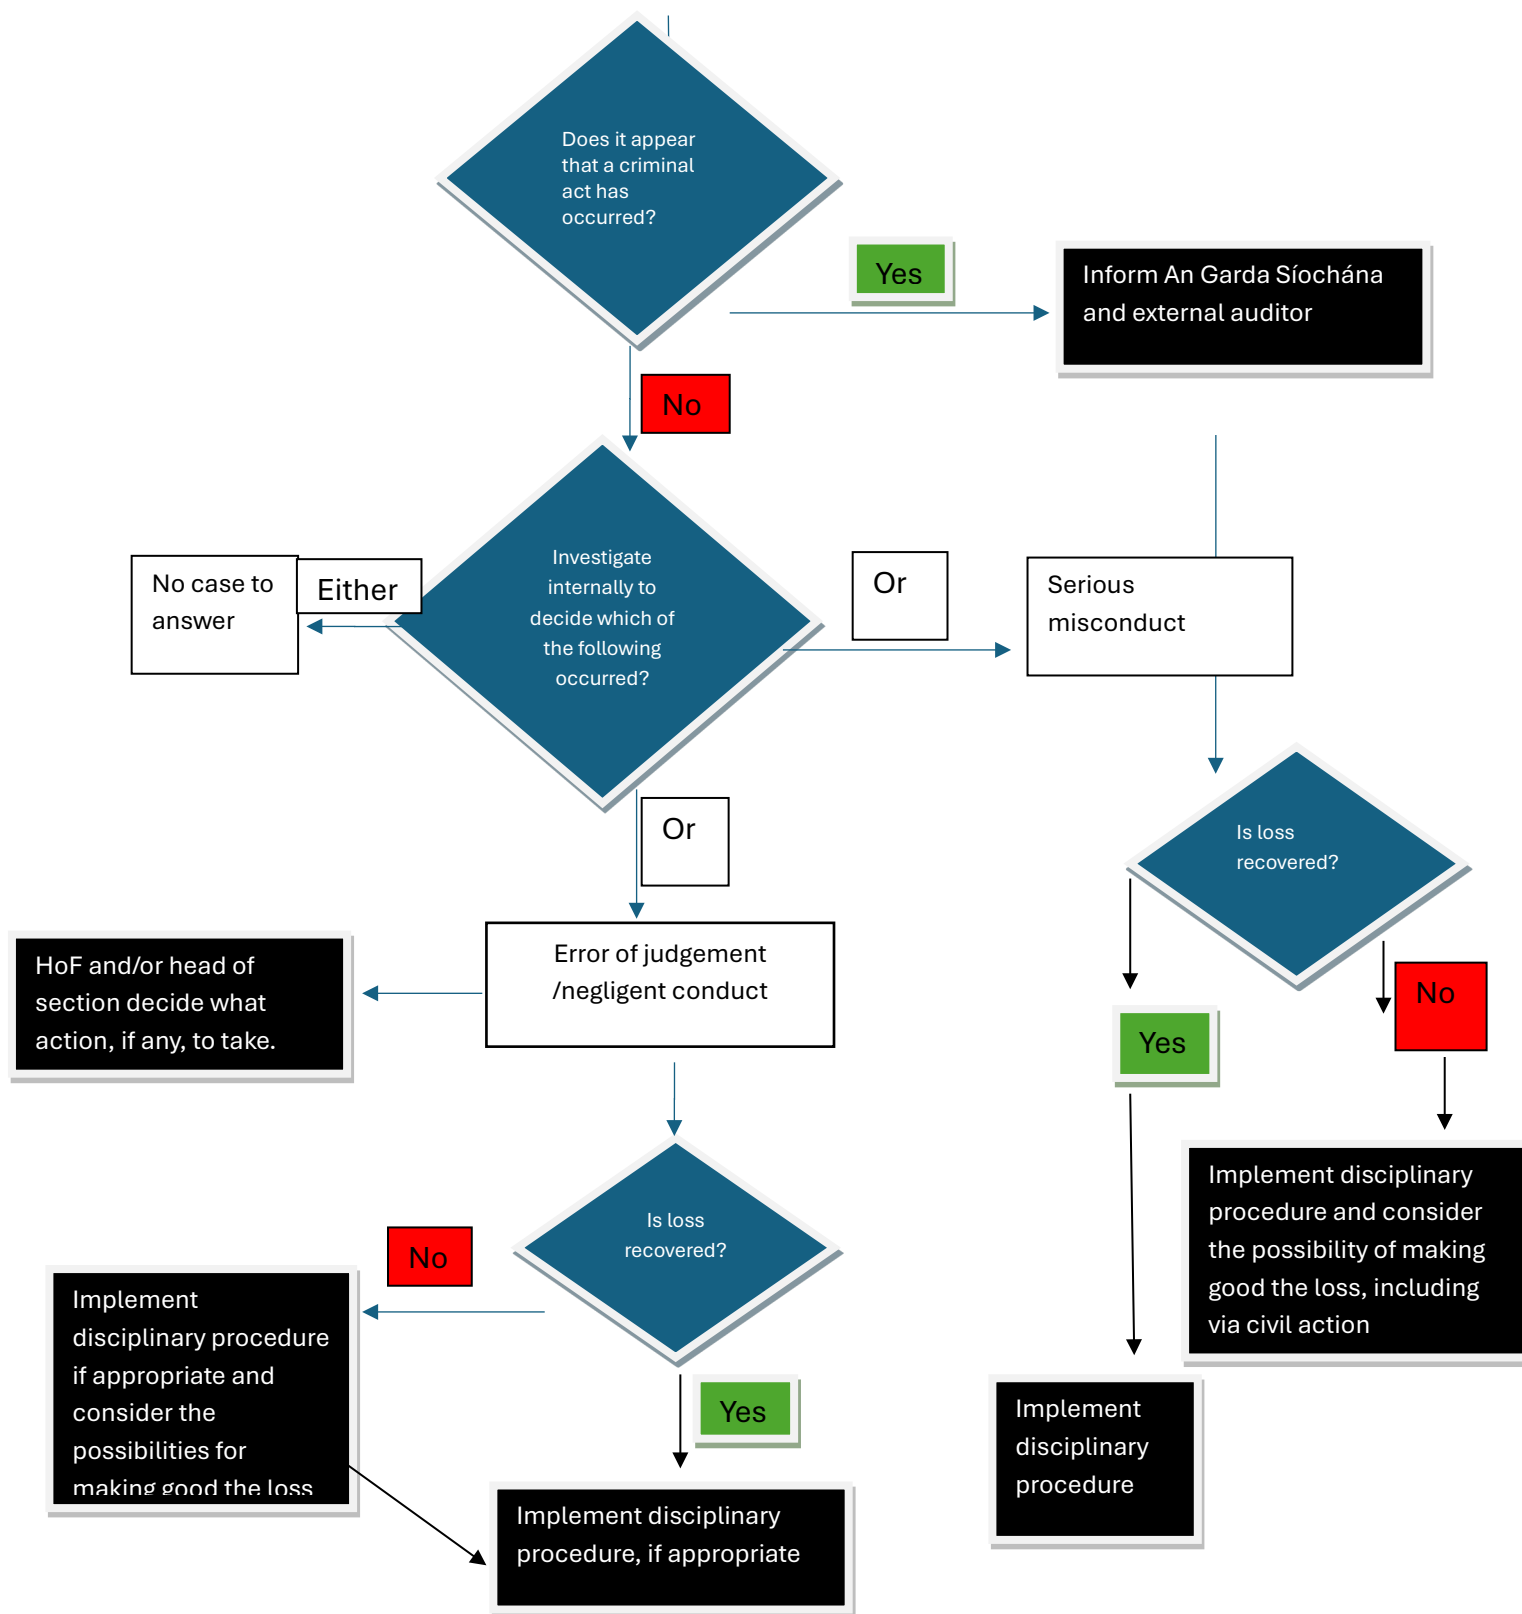 Does it appear
that a criminal
act has
occurred?
Yes
Inform An Garda Síochána
and external auditor
No
No case to
answer
Either
Investigate
internally to
decide which of
the following
occurred?
Or
Serious
misconduct
Or
Is loss
recovered?
HoF and/or head of
section decide what
action, if any, to take.
Error of judgement
/negligent conduct
No
Yes
Implement disciplinary
procedure and consider
the possibility of making
good the loss, including
via civil action
Is loss
recovered?
No
Implement
disciplinary procedure
if appropriate and
consider the
possibilities for
making good the loss
Yes
Implement
disciplinary
procedure
Implement disciplinary
procedure, if appropriate